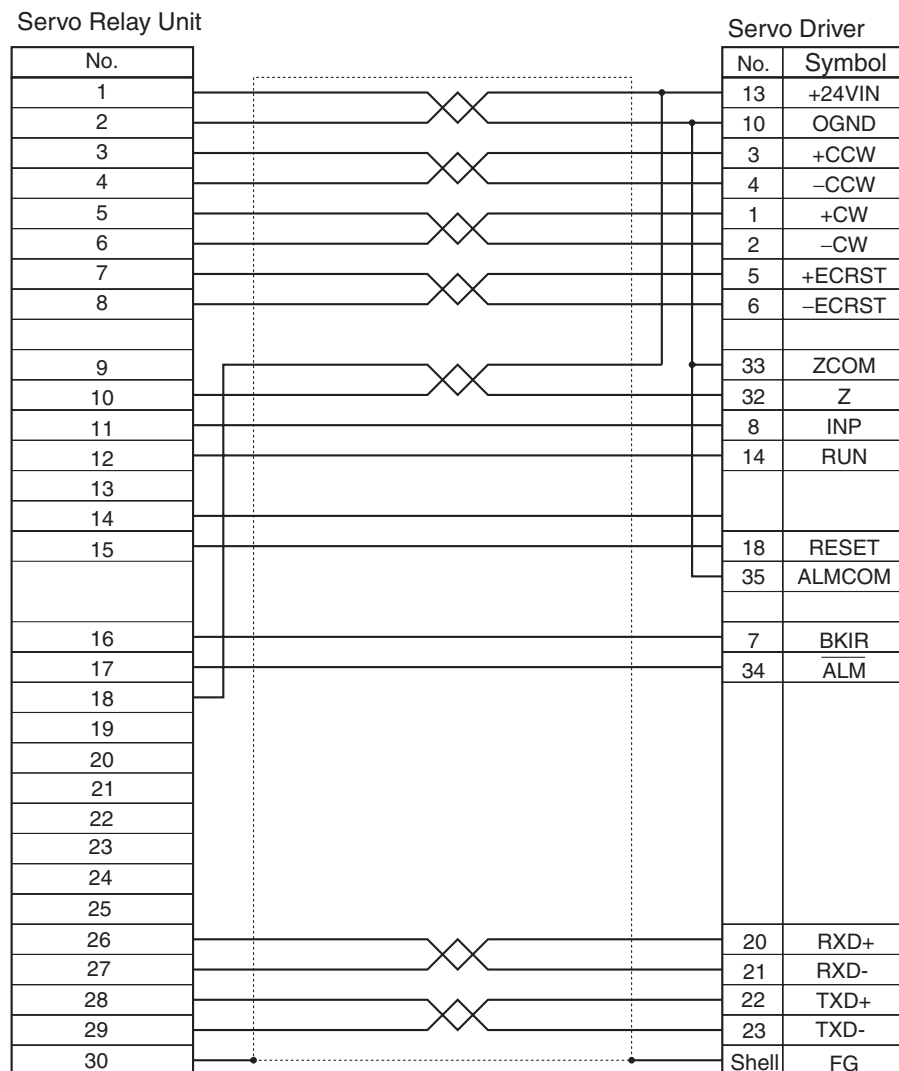 Servo Relay Unit
Servo Driver
No. No. Symbol
1 13 +24VIN
2 10 OGND
3 3 +CCW
4 4 −CCW
5 1 +CW
6 2 −CW
7 5 +ECRST
8 6 −ECRST
9 33 ZCOM
10 32 Z
11 8 INP
12 14 RUN
13
14
15 18 RESET
35 ALMCOM
16 7 BKIR
17 34 ALM
18
19
20
21
22
23
24
25
26 20 RXD+
27 21 RXD-
28 22 TXD+
29 23 TXD-
30 Shell FG